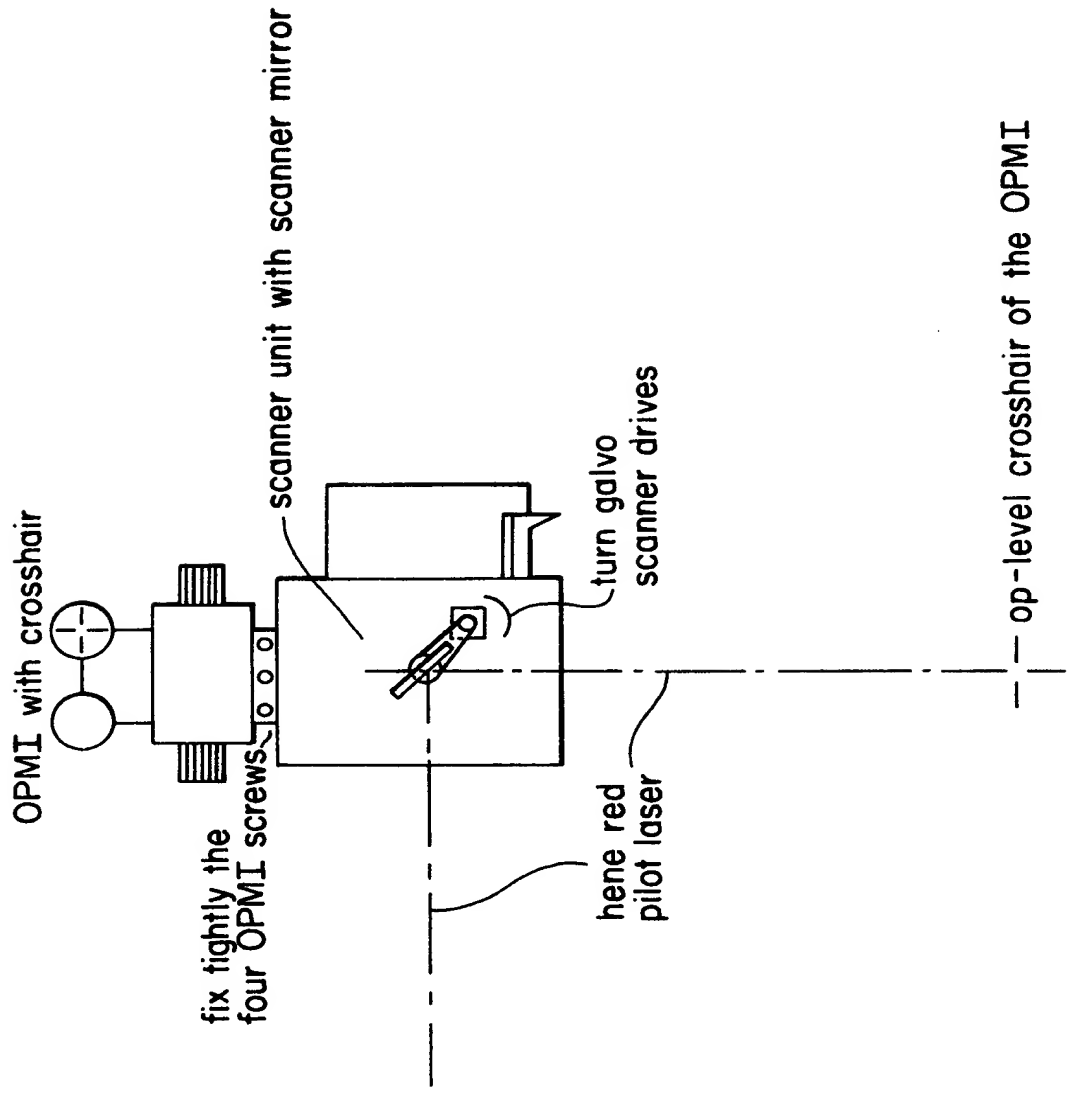 OPMI with crosshair
fix tightly the
four OPMI screws
scanner unit with scanner mirror
turn galvo
scanner drives
hene red
pilot laser
op-level crosshair of the OPMI